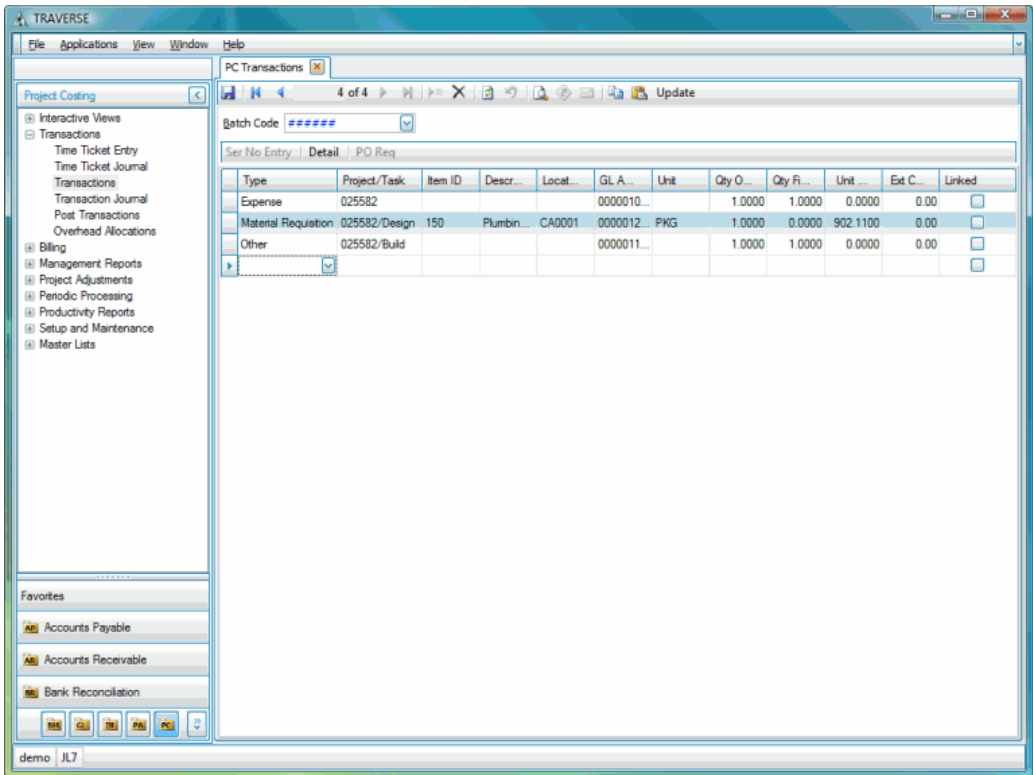 TRAVERSE
File Applications View Window Help
PC Transactions
Project Costing
4 of 4 Update
Interactive Views
Transactions
Time Ticket Entry
Time Ticket Journal
Transactions
Transaction Journal
Post Transactions
Overhead Allocations
Billing
Management Reports
Project Adjustments
Periodic Processing
Productivity Reports
Setup and Maintenance
Master Lists
Batch Code ######
Ser No Entry Detail PO Req
Type Project/Task Item ID Descr... Locat... GL A... Unit Qty O... Qty Fi... Unit ... Ext C... Linked
Expense 025582 0000010... 1.0000 1.0000 0.0000 0.00
Material Requisition 025582/Design 150 Plumbin... CA0001 0000012... PKG 1.0000 0.0000 902.1100 0.00
Other 025582/Build 0000011... 1.0000 1.0000 0.0000 0.00
Favorites
AP Accounts Payable
AR Accounts Receivable
BR Bank Reconciliation
GL PA PC
demo JL7